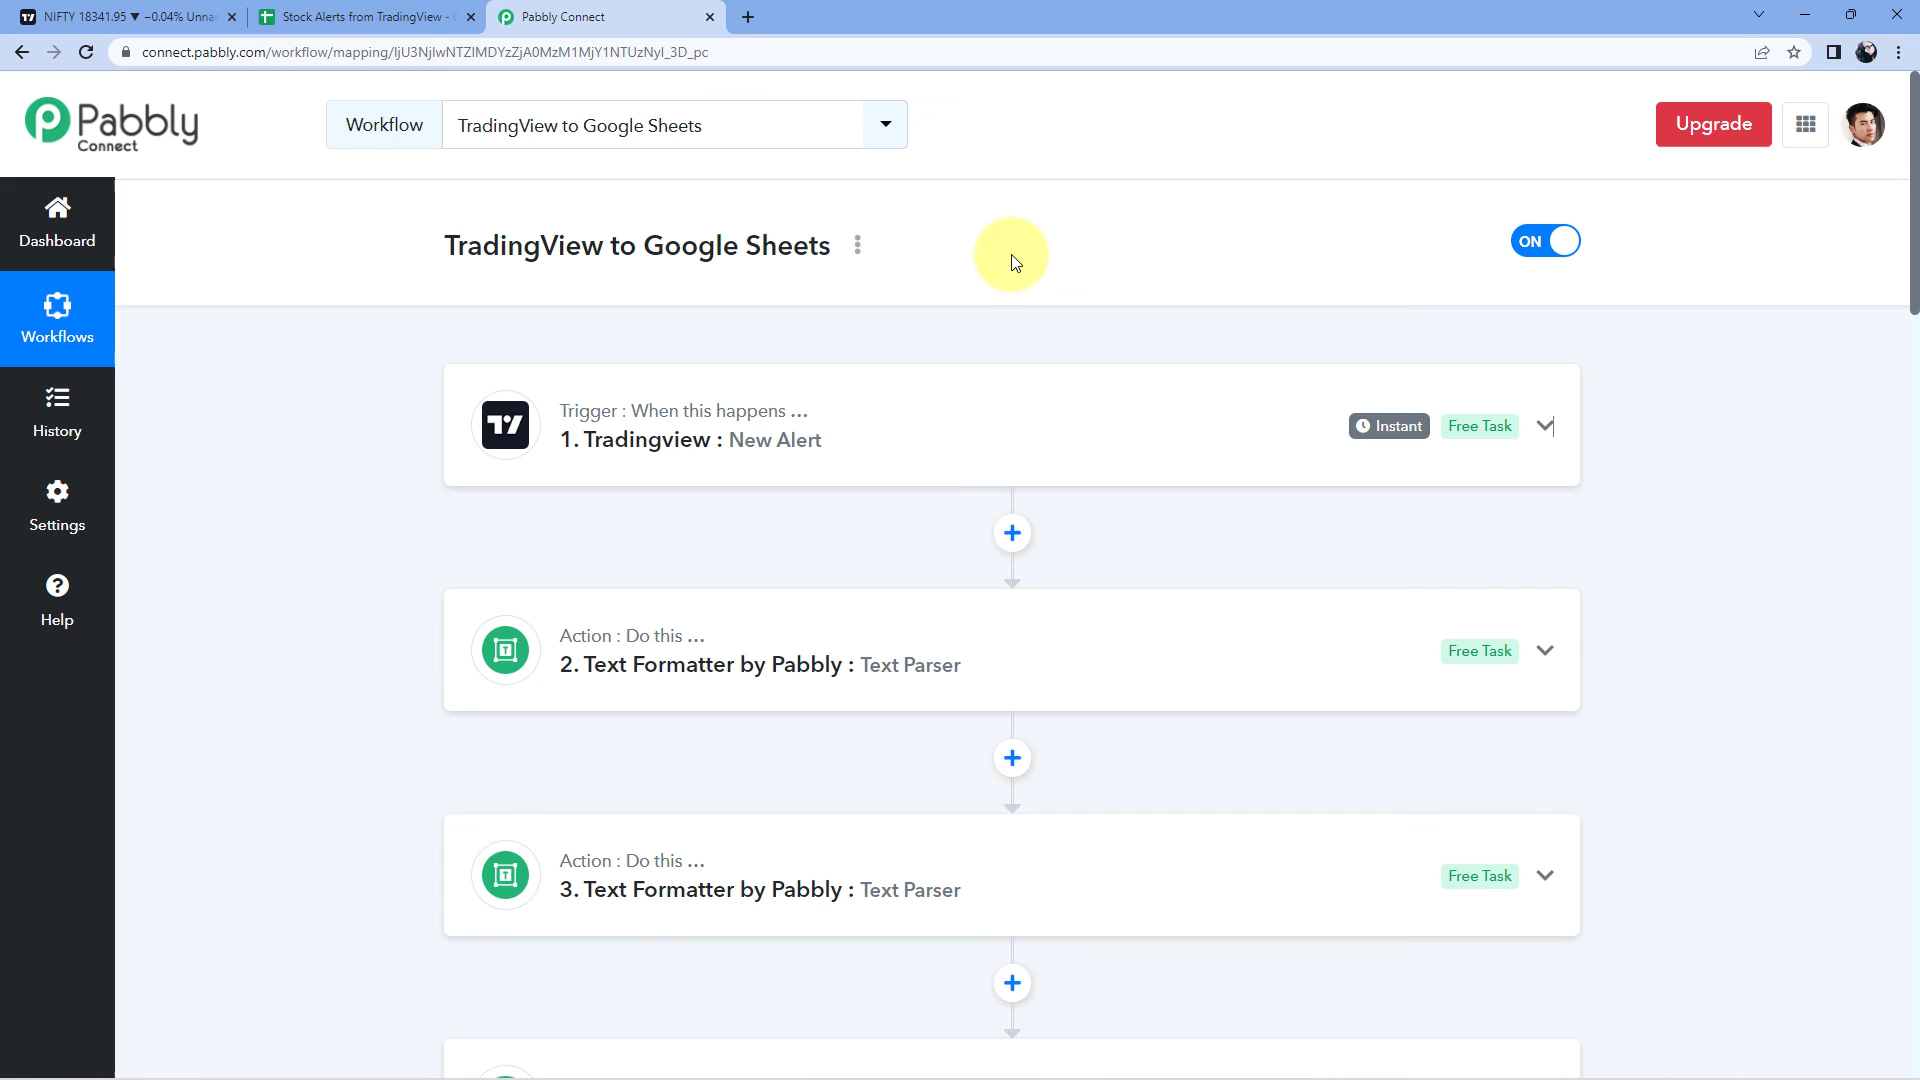 NIFTY 18341.95 ▼ −0.04% Unna
Stock Alerts from TradingView -
Pabbly Connect
connect.pabbly.com/workflow/mapping/IjU3NjIwNTZlMDYzZjA0MzM1MjY1NTUzNyI_3D_pc
Pabbly
Connect
Workflow
TradingView to Google Sheets
Upgrade
Dashboard
Workflows
History
Settings
Help
TradingView to Google Sheets
ON
Trigger : When this happens ...
1. Tradingview : New Alert
Instant
Free Task
Action : Do this ...
2. Text Formatter by Pabbly : Text Parser
Free Task
Action : Do this ...
3. Text Formatter by Pabbly : Text Parser
Free Task